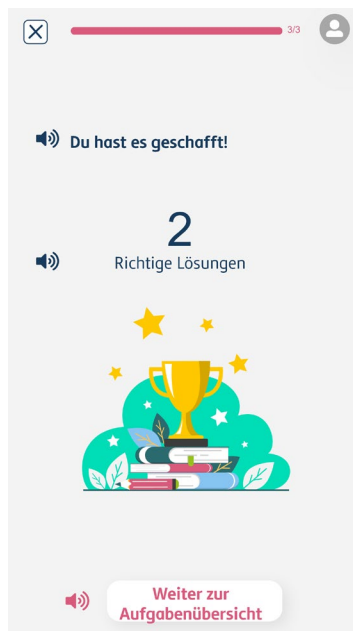 3/3
Du hast es geschafft!
2
Richtige Lösungen
Weiter zur
Aufgabenübersicht